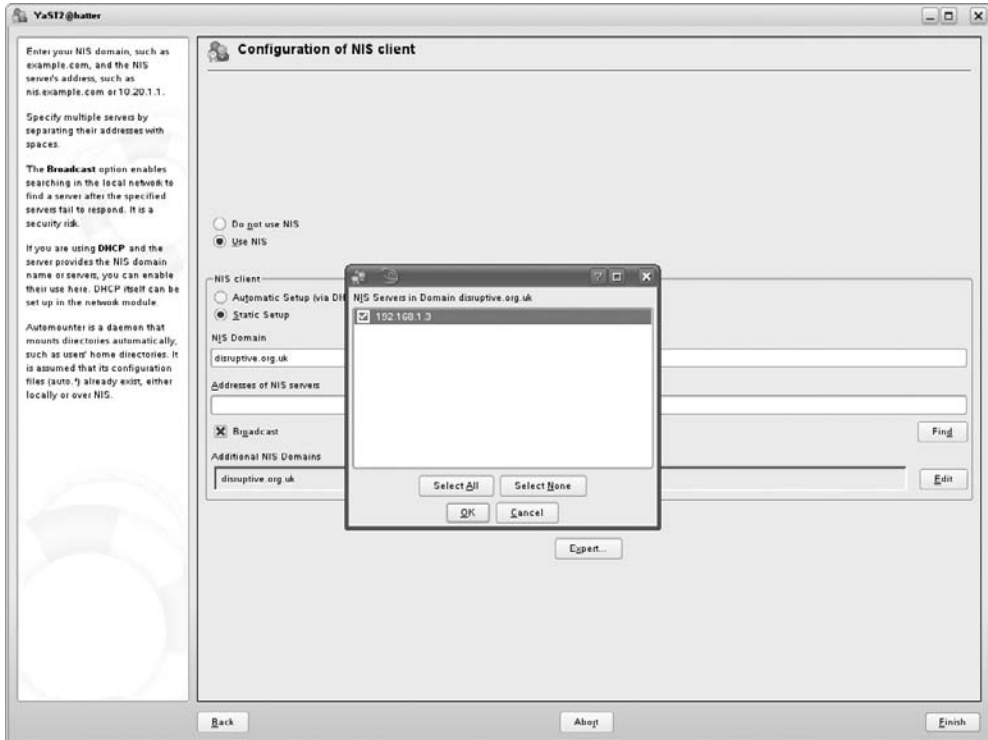 YaST2@hatter
Enter your NIS domain, such as
example.com, and the NIS
server's address, such as
nis.example.com or 10.20.1.1.
Specify multiple servers by
separating their addresses with
spaces.
The Broadcast option enables
searching in the local network to
find a server after the specified
servers fail to respond. It is a
security risk.
If you are using DHCP and the
server provides the NIS domain
name or servers, you can enable
their use here. DHCP itself can be
set up in the network module.
Automounter is a daemon that
mounts directories automatically,
such as users' home directories. It
is assumed that its configuration
files (auto.*) already exist, either
locally or over NIS.
Configuration of NIS client
Do not use NIS
Use NIS
NIS client
Automatic Setup (via DH
Static Setup
NIS Domain
disruptive.org.uk
Addresses of NIS servers
Broadcast
Find
Additional NIS Domains
disruptive.org.uk
Edit
NIS Servers in Domain disruptive.org.uk
192.168.1.3
Select All
Select None
OK
Cancel
Expert...
Back
Abort
Finish